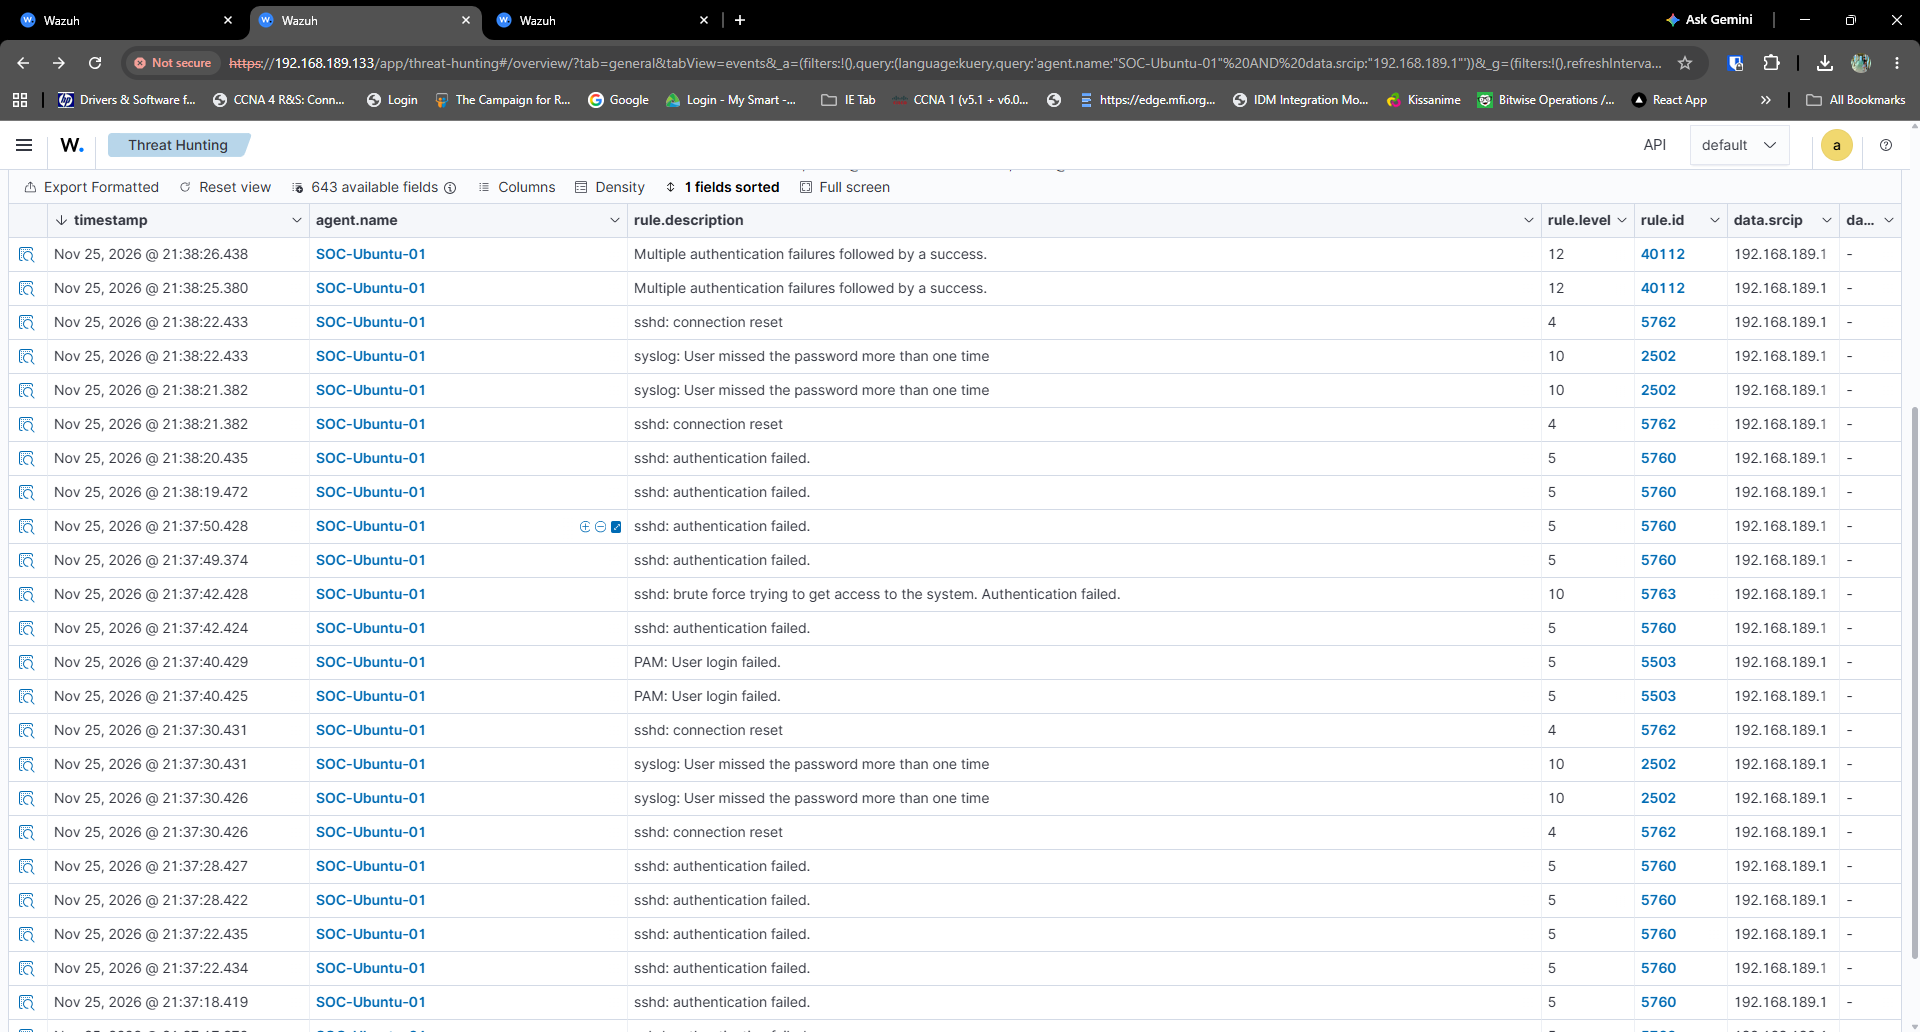 Wazuh Wazuh Wazuh Ask Gemini
Not secure https://192.168.189.133/app/threat-hunting#/overview/?tab=general&tabView=events&_a=(filters:!(),query:(language:kuery,query:'agent.name:"SOC-Ubuntu-01"%20AND%20data.srcip:"192.168.189.1"'))&_g=(filters:!(),refreshInterva...
Drivers & Software f... CCNA 4 R&S: Conn... Login The Campaign for R... Google Login - My Smart -... IE Tab CCNA 1 (v5.1 + v6.0... https://edge.mfi.org... IDM Integration Mo... Kissanime Bitwise Operations /... React App All Bookmarks
W. Threat Hunting API default a
Export Formatted Reset view 643 available fields Columns Density 1 fields sorted Full screen
timestamp agent.name rule.description rule.level rule.id data.srcip da...
Nov 25, 2026 @ 21:38:26.438 SOC-Ubuntu-01 Multiple authentication failures followed by a success. 12 40112 192.168.189.1 -
Nov 25, 2026 @ 21:38:25.380 SOC-Ubuntu-01 Multiple authentication failures followed by a success. 12 40112 192.168.189.1 -
Nov 25, 2026 @ 21:38:22.433 SOC-Ubuntu-01 sshd: connection reset 4 5762 192.168.189.1 -
Nov 25, 2026 @ 21:38:22.433 SOC-Ubuntu-01 syslog: User missed the password more than one time 10 2502 192.168.189.1 -
Nov 25, 2026 @ 21:38:21.382 SOC-Ubuntu-01 syslog: User missed the password more than one time 10 2502 192.168.189.1 -
Nov 25, 2026 @ 21:38:21.382 SOC-Ubuntu-01 sshd: connection reset 4 5762 192.168.189.1 -
Nov 25, 2026 @ 21:38:20.435 SOC-Ubuntu-01 sshd: authentication failed. 5 5760 192.168.189.1 -
Nov 25, 2026 @ 21:38:19.472 SOC-Ubuntu-01 sshd: authentication failed. 5 5760 192.168.189.1 -
Nov 25, 2026 @ 21:37:50.428 SOC-Ubuntu-01 sshd: authentication failed. 5 5760 192.168.189.1 -
Nov 25, 2026 @ 21:37:49.374 SOC-Ubuntu-01 sshd: authentication failed. 5 5760 192.168.189.1 -
Nov 25, 2026 @ 21:37:42.428 SOC-Ubuntu-01 sshd: brute force trying to get access to the system. Authentication failed. 10 5763 192.168.189.1 -
Nov 25, 2026 @ 21:37:42.424 SOC-Ubuntu-01 sshd: authentication failed. 5 5760 192.168.189.1 -
Nov 25, 2026 @ 21:37:40.429 SOC-Ubuntu-01 PAM: User login failed. 5 5503 192.168.189.1 -
Nov 25, 2026 @ 21:37:40.425 SOC-Ubuntu-01 PAM: User login failed. 5 5503 192.168.189.1 -
Nov 25, 2026 @ 21:37:30.431 SOC-Ubuntu-01 sshd: connection reset 4 5762 192.168.189.1 -
Nov 25, 2026 @ 21:37:30.431 SOC-Ubuntu-01 syslog: User missed the password more than one time 10 2502 192.168.189.1 -
Nov 25, 2026 @ 21:37:30.426 SOC-Ubuntu-01 syslog: User missed the password more than one time 10 2502 192.168.189.1 -
Nov 25, 2026 @ 21:37:30.426 SOC-Ubuntu-01 sshd: connection reset 4 5762 192.168.189.1 -
Nov 25, 2026 @ 21:37:28.427 SOC-Ubuntu-01 sshd: authentication failed. 5 5760 192.168.189.1 -
Nov 25, 2026 @ 21:37:28.422 SOC-Ubuntu-01 sshd: authentication failed. 5 5760 192.168.189.1 -
Nov 25, 2026 @ 21:37:22.435 SOC-Ubuntu-01 sshd: authentication failed. 5 5760 192.168.189.1 -
Nov 25, 2026 @ 21:37:22.434 SOC-Ubuntu-01 sshd: authentication failed. 5 5760 192.168.189.1 -
Nov 25, 2026 @ 21:37:18.419 SOC-Ubuntu-01 sshd: authentication failed. 5 5760 192.168.189.1 -